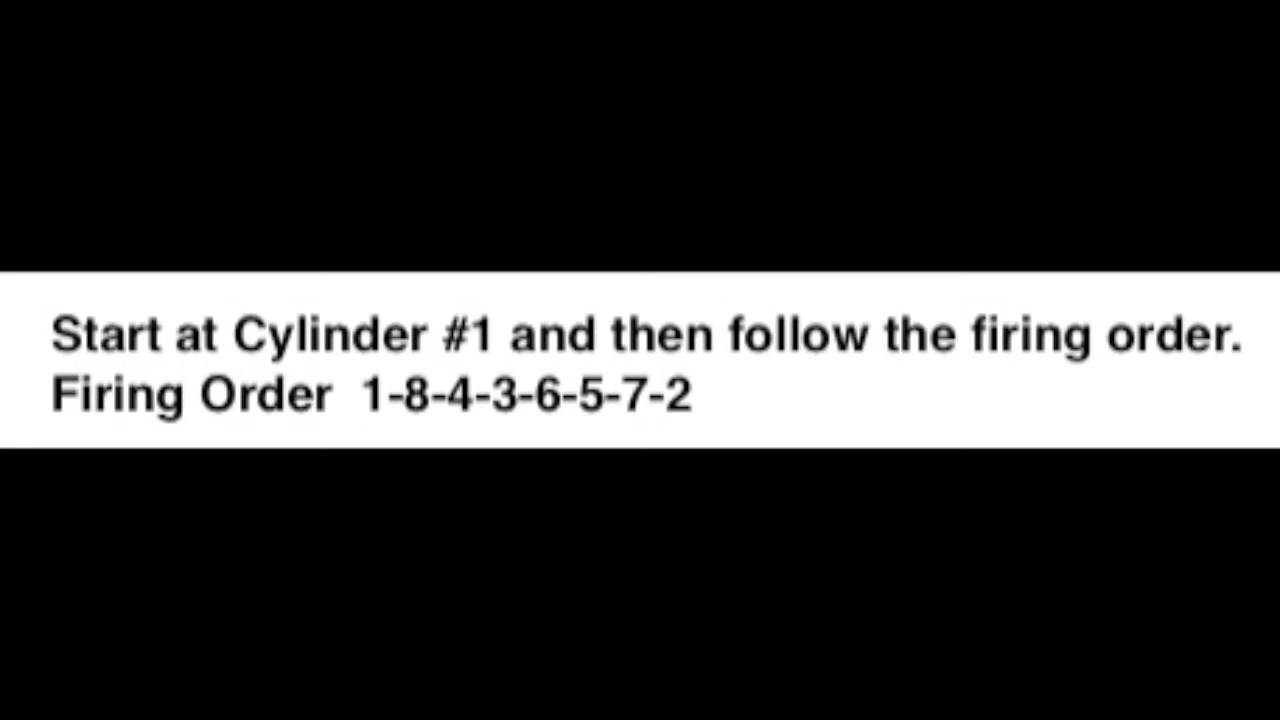 Start at Cylinder #1 and then follow the firing order.
Firing Order 1-8-4-3-6-5-7-2